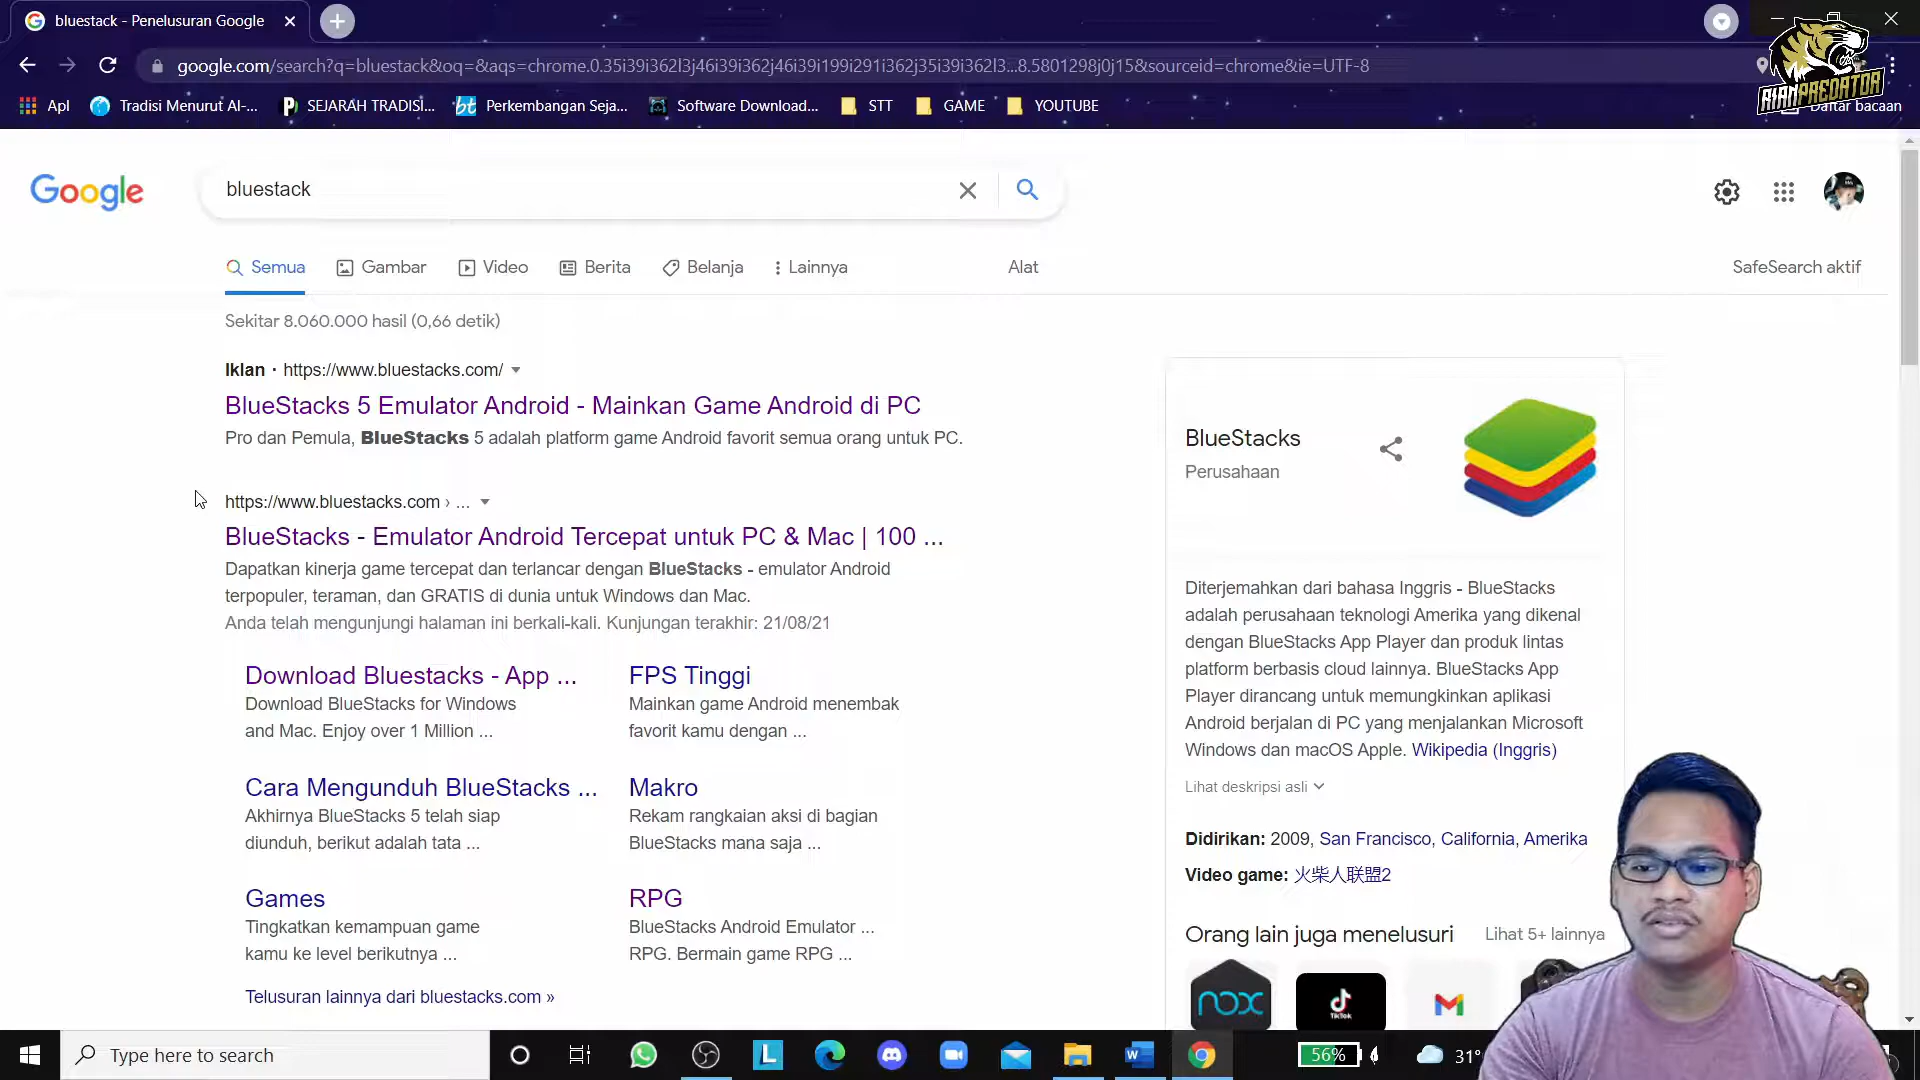 bluestack - Penelusuran Google
google.com/search?q=bluestack&oq=&aqs=chrome.0.35i39i362l3j46i39i362j46i39i199i291i362j35i39i362l3...8.5801298j0j15&sourceid=chrome&ie=UTF-8
Apl
Tradisi Menurut Al-...
SEJARAH TRADISI...
Perkembangan Seja...
Software Download...
STT
GAME
YOUTUBE
RIANPREDATOR
Daftar bacaan
Google
bluestack
Semua
Gambar
Video
Berita
Belanja
Lainnya
Alat
SafeSearch aktif
Sekitar 8.060.000 hasil (0,66 detik)
Iklan · https://www.bluestacks.com/
BlueStacks 5 Emulator Android - Mainkan Game Android di PC
Pro dan Pemula, BlueStacks 5 adalah platform game Android favorit semua orang untuk PC.
https://www.bluestacks.com › ...
BlueStacks - Emulator Android Tercepat untuk PC & Mac | 100 ...
Dapatkan kinerja game tercepat dan terlancar dengan BlueStacks - emulator Android
terpopuler, teraman, dan GRATIS di dunia untuk Windows dan Mac.
Anda telah mengunjungi halaman ini berkali-kali. Kunjungan terakhir: 21/08/21
Download Bluestacks - App ...
Download BlueStacks for Windows
and Mac. Enjoy over 1 Million ...
FPS Tinggi
Mainkan game Android menembak
favorit kamu dengan ...
Cara Mengunduh BlueStacks ...
Akhirnya BlueStacks 5 telah siap
diunduh, berikut adalah tata ...
Makro
Rekam rangkaian aksi di bagian
BlueStacks mana saja ...
Games
Tingkatkan kemampuan game
kamu ke level berikutnya ...
RPG
BlueStacks Android Emulator ...
RPG. Bermain game RPG ...
Telusuran lainnya dari bluestacks.com »
BlueStacks
Perusahaan
Diterjemahkan dari bahasa Inggris - BlueStacks
adalah perusahaan teknologi Amerika yang dikenal
dengan BlueStacks App Player dan produk lintas
platform berbasis cloud lainnya. BlueStacks App
Player dirancang untuk memungkinkan aplikasi
Android berjalan di PC yang menjalankan Microsoft
Windows dan macOS Apple. Wikipedia (Inggris)
Lihat deskripsi asli
Didirikan: 2009, San Francisco, California, Amerika
Video game: 火柴人联盟2
Orang lain juga menelusuri
Lihat 5+ lainnya
nox
TikTok
Type here to search
56%
31°